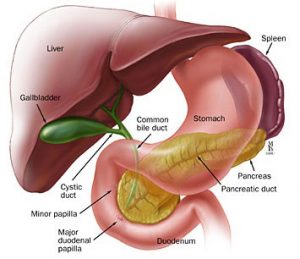 Liver
Spleen
Gallbladder
Common
bile duct
Stomach
Cystic
duct
Pancreas
Pancreatic duct
Minor papilla
Major
duodenal
papilla
Duodenum